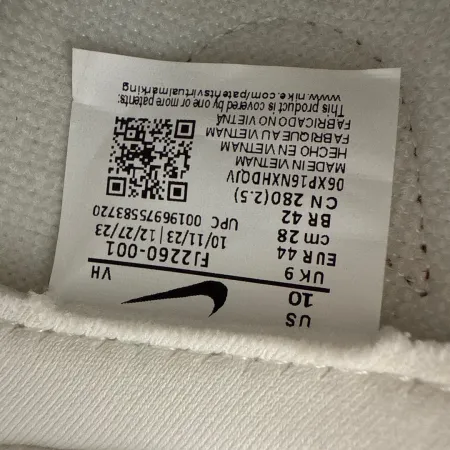 US
10
VH
UK 9
EUR 44
cm 28
BR 42
CN 280(2.5)
FJ2260-001
10/11/23 | 12/27/23
UPC 00196975583720
06XP16NXHDQJV
MADE IN VIETNAM
HECHO EN VIETNAM
FABRIQUE AU VIETNAM
FABRICADO NO VIETNÃ
This product is covered by one or more patents:
www.nike.com/patentsvirtualmarking